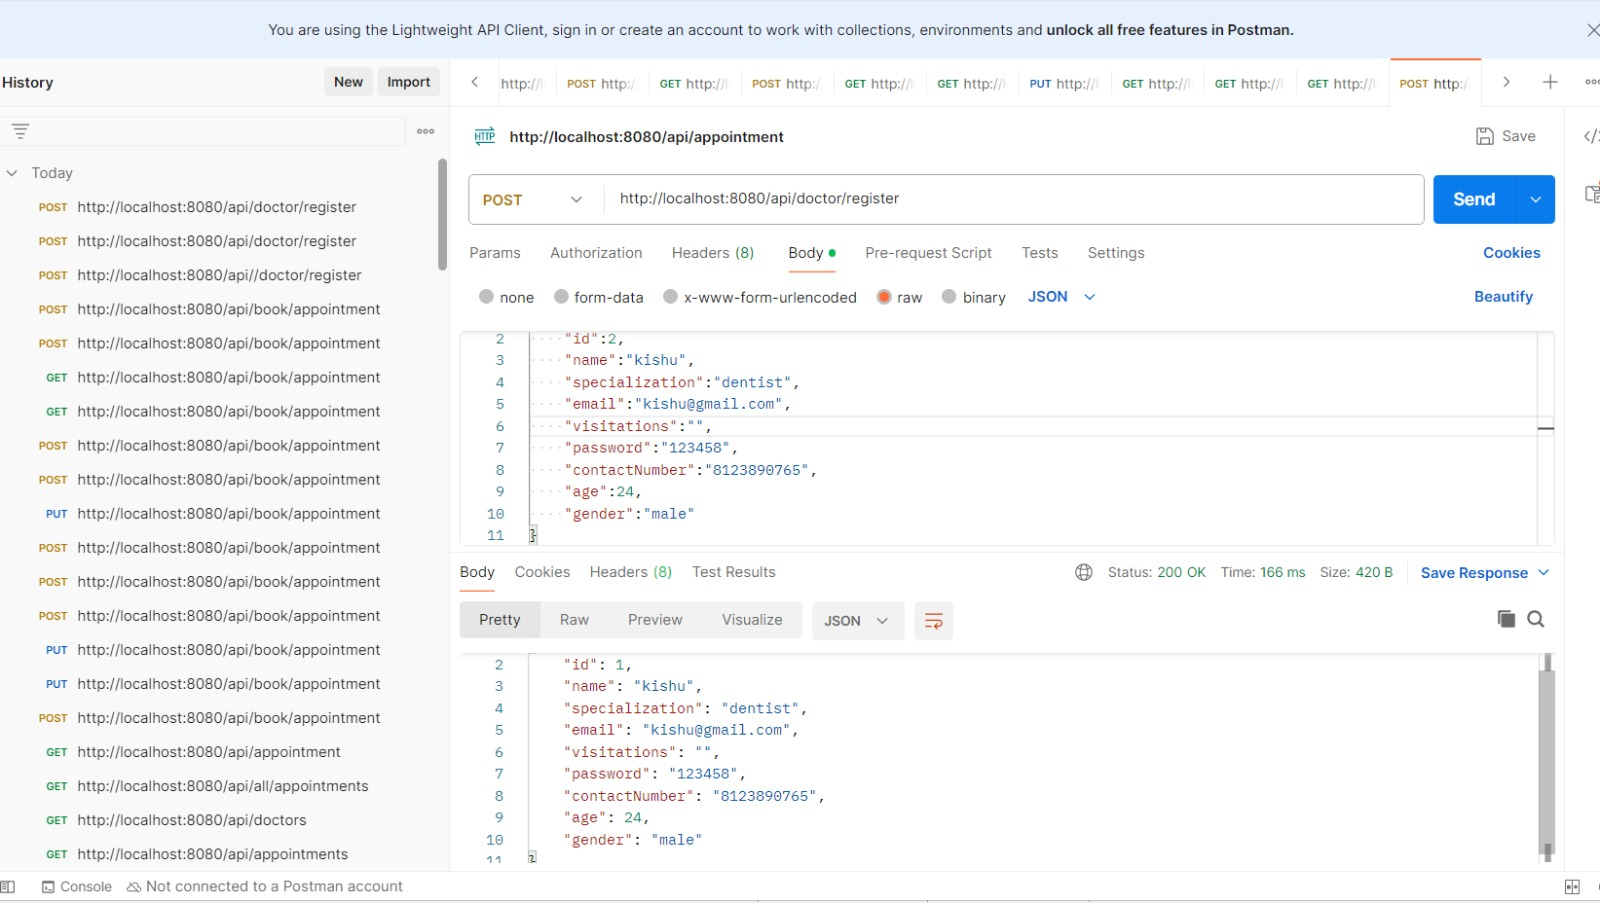 You are using the Lightweight API Client, sign in or create an account to work with collections, environments and unlock all free features in Postman.
History
New
Import
http://
POST http:/
GET http://
POST http:/
GET http://
GET http://
PUT http://
GET http://
GET http://
GET http://
POST http:/
HTTP
http://localhost:8080/api/appointment
Save
Today
POST http://localhost:8080/api/doctor/register
POST http://localhost:8080/api/doctor/register
POST http://localhost:8080/api//doctor/register
POST http://localhost:8080/api/book/appointment
POST http://localhost:8080/api/book/appointment
GET http://localhost:8080/api/book/appointment
GET http://localhost:8080/api/book/appointment
POST http://localhost:8080/api/book/appointment
POST http://localhost:8080/api/book/appointment
PUT http://localhost:8080/api/book/appointment
POST http://localhost:8080/api/book/appointment
POST http://localhost:8080/api/book/appointment
POST http://localhost:8080/api/book/appointment
PUT http://localhost:8080/api/book/appointment
PUT http://localhost:8080/api/book/appointment
POST http://localhost:8080/api/book/appointment
GET http://localhost:8080/api/appointment
GET http://localhost:8080/api/all/appointments
GET http://localhost:8080/api/doctors
GET http://localhost:8080/api/appointments
POST
http://localhost:8080/api/doctor/register
Send
Params
Authorization
Headers (8)
Body
Pre-request Script
Tests
Settings
Cookies
none
form-data
x-www-form-urlencoded
raw
binary
JSON
Beautify
2 "id":2,
3 "name":"kishu",
4 "specialization":"dentist",
5 "email":"kishu@gmail.com",
6 "visitations":"",
7 "password":"123458",
8 "contactNumber":"8123890765",
9 "age":24,
10 "gender":"male"
11 }
Body
Cookies
Headers (8)
Test Results
Status: 200 OK
Time: 166 ms
Size: 420 B
Save Response
Pretty
Raw
Preview
Visualize
JSON
2 "id": 1,
3 "name": "kishu",
4 "specialization": "dentist",
5 "email": "kishu@gmail.com",
6 "visitations": "",
7 "password": "123458",
8 "contactNumber": "8123890765",
9 "age": 24,
10 "gender": "male"
11 }
Console
Not connected to a Postman account